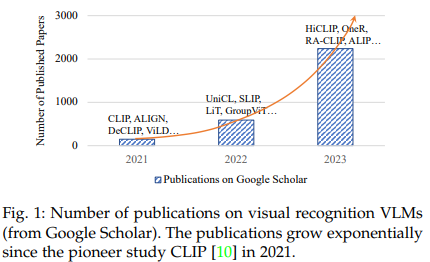 3000
2000
1000
0
Number of Published Papers
HiCLIP, OneR,
RA-CLIP, ALIP…
UniCL, SLIP,
LiT, GroupViT…
CLIP, ALIGN,
DeCLIP, ViLD…
2021 2022 2023
Publications on Google Scholar
Fig. 1: Number of publications on visual recognition VLMs
(from Google Scholar). The publications grow exponentially
since the pioneer study CLIP [10] in 2021.